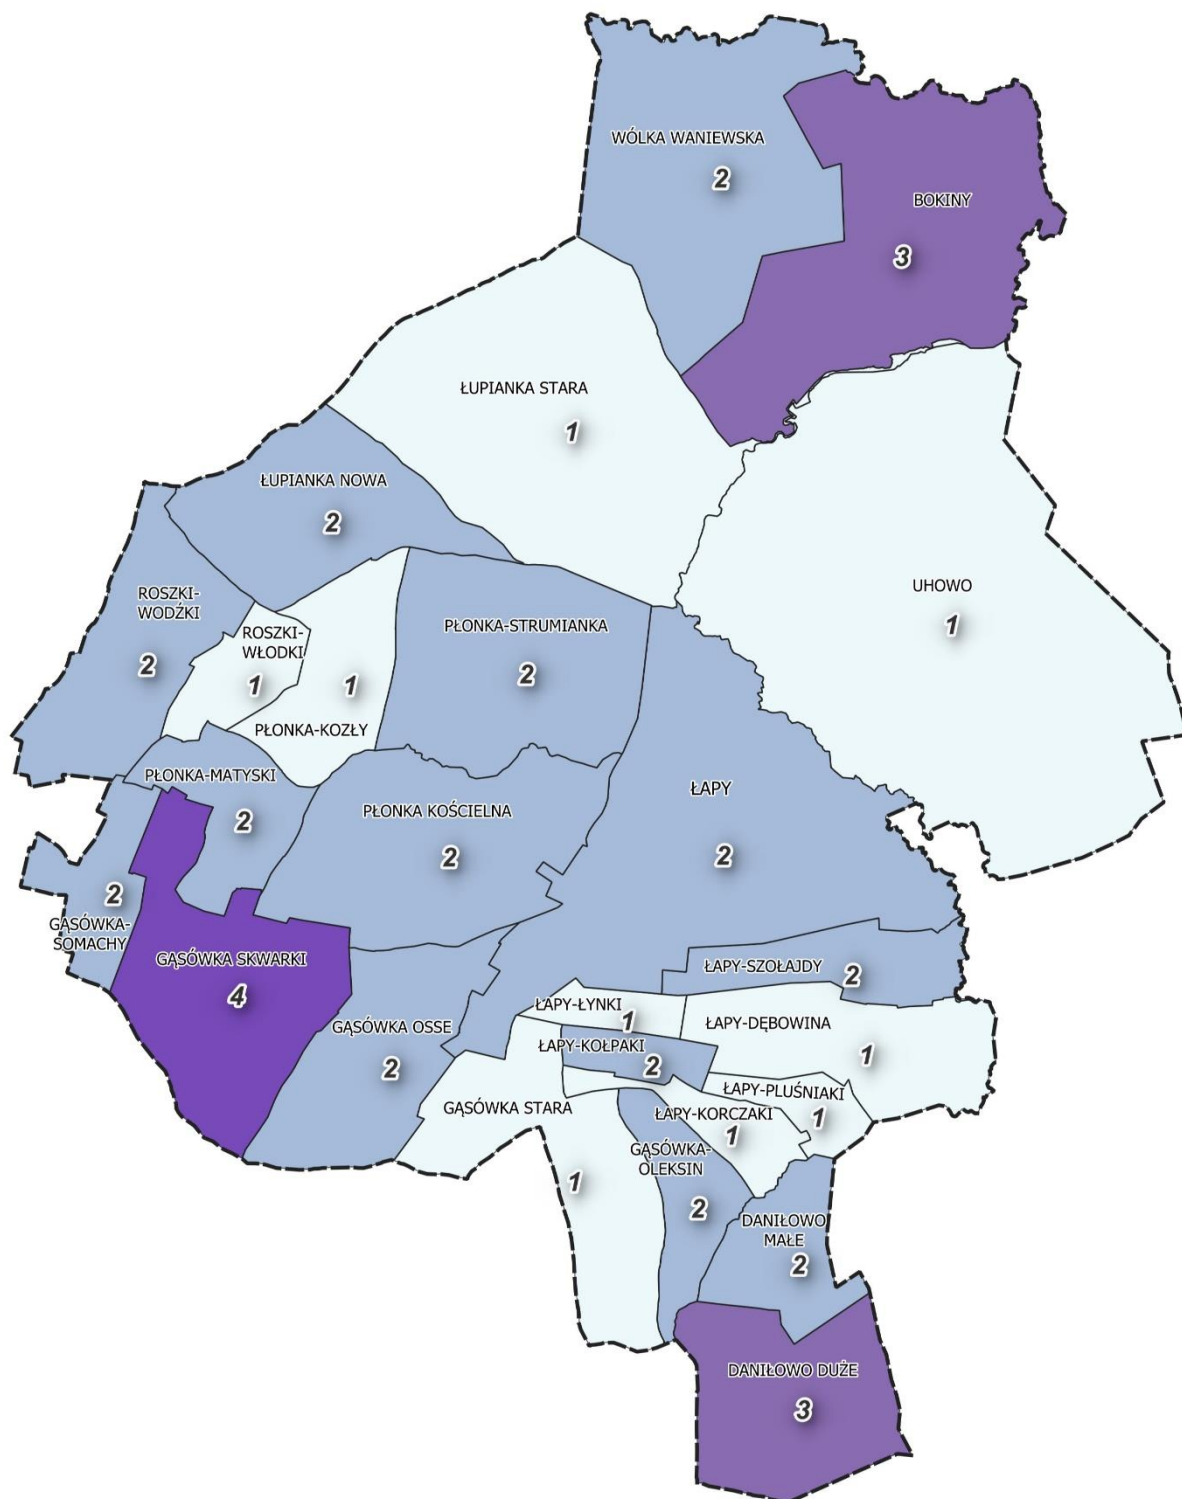 WÓLKA WANIEWSKA
2
BOKINY
3
ŁUPIANKA STARA
1
ŁUPIANKA NOWA
2
UHOWO
1
ROSZKI-
WODŹKI
2
ROSZKI-
WŁODKI
1
1
PŁONKA-KOZŁY
PŁONKA-STRUMIANKA
2
PŁONKA-MATYSKI
2
PŁONKA KOŚCIELNA
2
ŁAPY
2
2
GĄSÓWKA-
SOMACHY
GĄSÓWKA SKWARKI
4
GĄSÓWKA OSSE
2
ŁAPY-SZOŁAJDY
2
ŁAPY-ŁYNKI
1
ŁAPY-DĘBOWINA
1
ŁAPY-KOŁPAKI
2
ŁAPY-PLUŚNIAKI
1
GĄSÓWKA STARA
1
ŁAPY-KORCZAKI
1
GĄSÓWKA-
OLEKSIN
2
DANIŁOWO
MAŁE
2
DANIŁOWO DUŻE
3